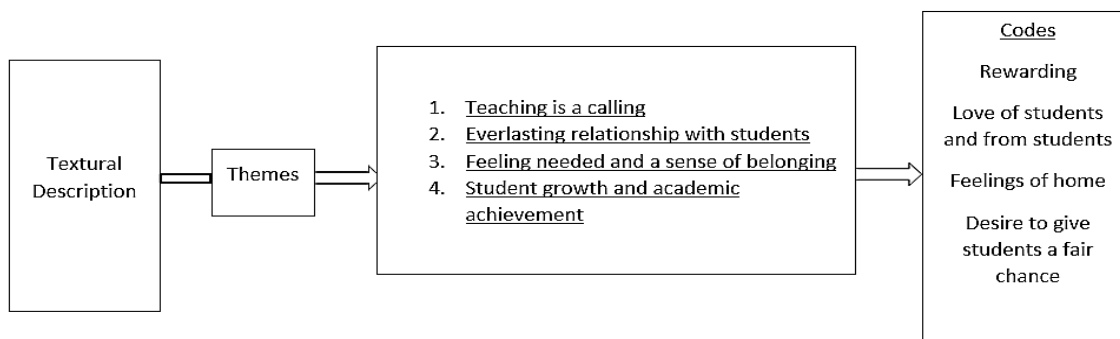 Textural
Description
Themes
1. Teaching is a calling
2. Everlasting relationship with students
3. Feeling needed and a sense of belonging
4. Student growth and academic
achievement
Codes
Rewarding
Love of students
and from students
Feelings of home
Desire to give
students a fair
chance